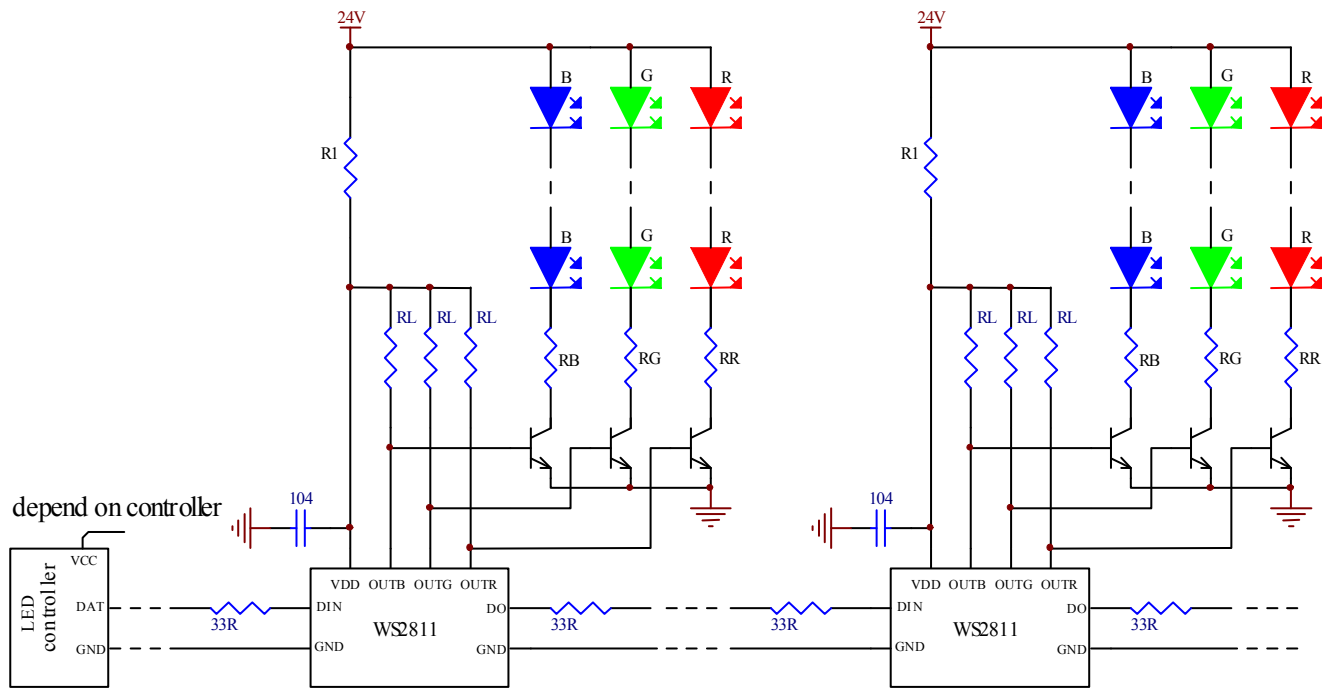 24V
24V
B
G
R
B
G
R
R1
R1
B
G
R
B
G
R
RL
RL
RL
RL
RL
RL
RB
RG
RR
RB
RG
RR
104
104
depend on controller
VCC
LED controller
DAT
GND
VDD
OUTB
OUTG
OUTR
VDD
OUTB
OUTG
OUTR
DIN
DO
DIN
DO
33R
WS2811
33R
33R
WS2811
33R
GND
GND
GND
GND